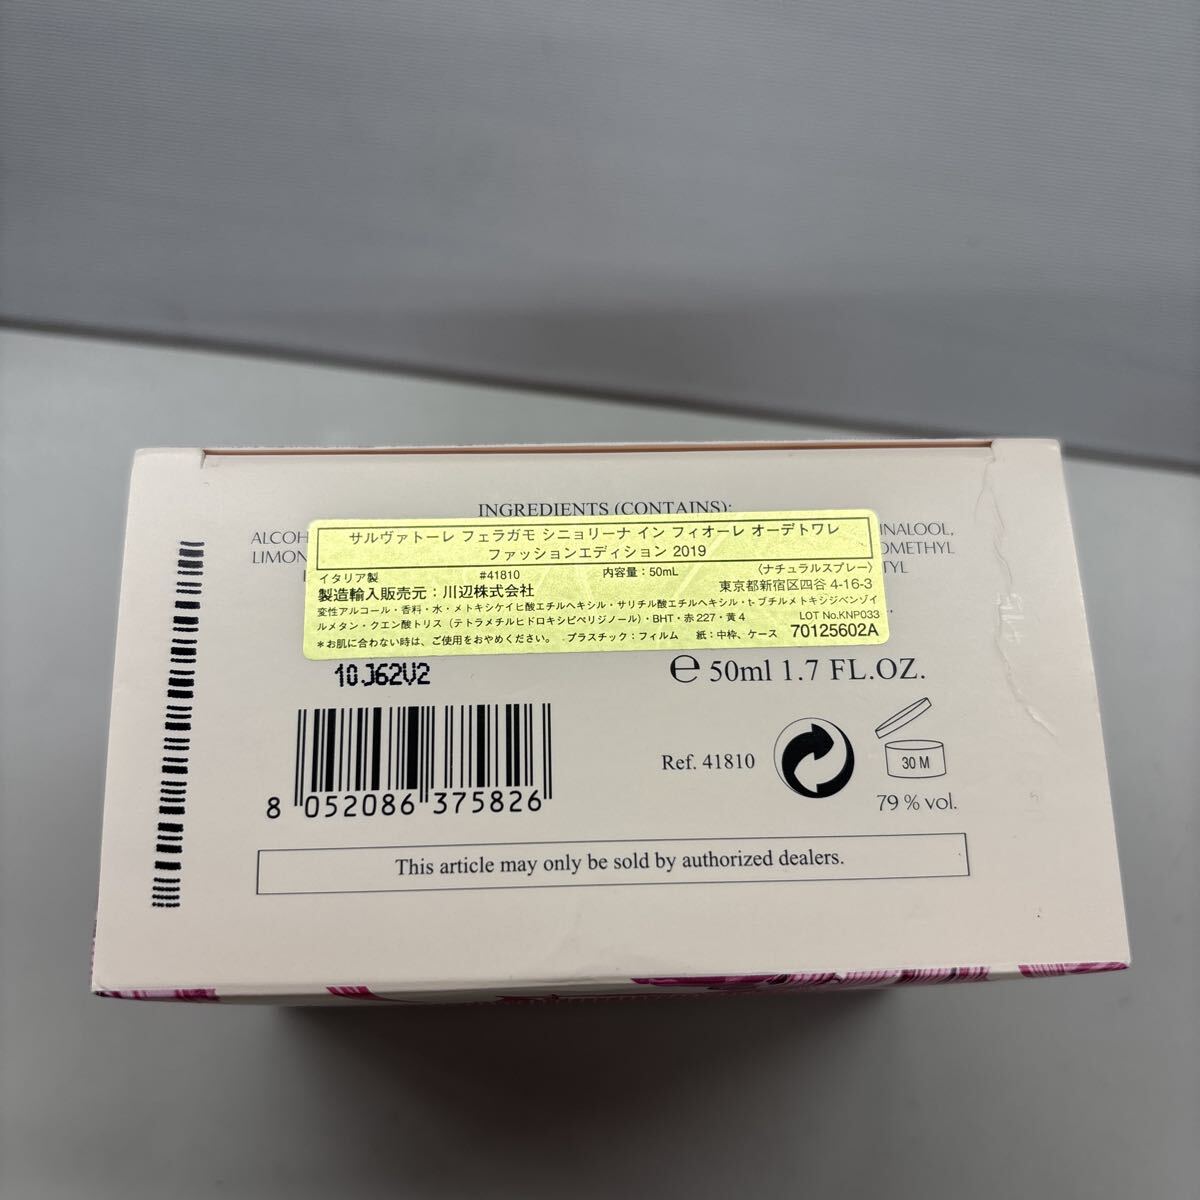 INGREDIENTS (CONTAINS):
サルヴァトーレ フェラガモ シニョリーナ イン フィオーレ オーデトワレ
ファッションエディション 2019
INALOOL,
LIMON
OMETHYL
TYL
イタリア製 #41810 内容量：50mL 〈ナチュラルスプレー〉
製造輸入販売元：川辺株式会社 東京都新宿区四谷 4-16-3
変性アルコール・香料・水・メトキシケイヒ酸エチルヘキシル・サリチル酸エチルヘキシル・t-ブチルメトキシジベンゾイ
ルメタン・クエン酸トリス（テトラメチルヒドロキシピペリジノール）・BHT・赤227・黄4 LOT No.KNP033
＊お肌に合わない時は、ご使用をおやめください。 プラスチック：フィルム 紙：中枠、ケース 70125602A
10J62V2
e 50ml 1.7 FL.OZ.
Ref. 41810
30 M
79 % vol.
8 052086 375826
This article may only be sold by authorized dealers.